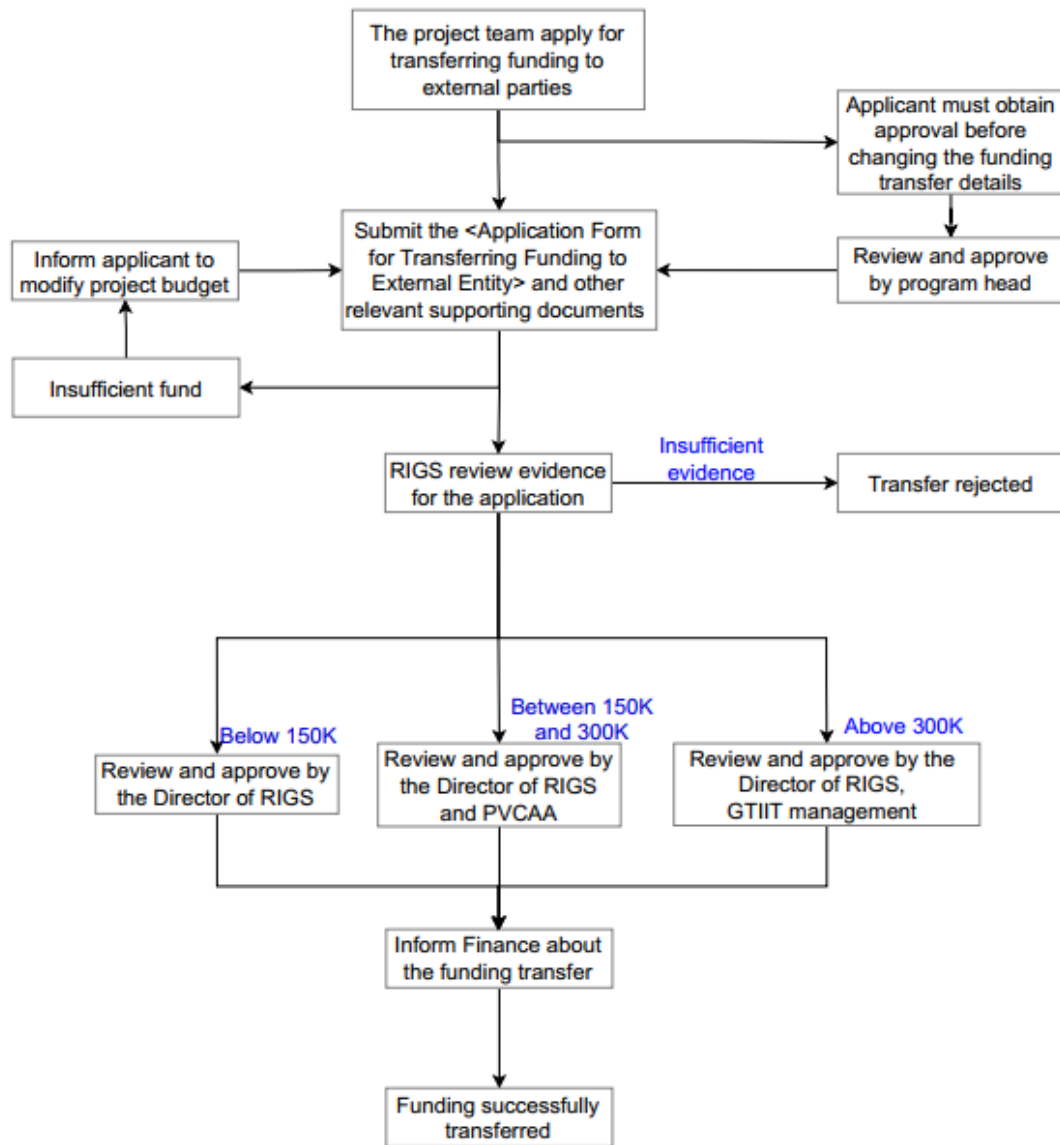 The project team apply for
transferring funding to
external parties
Applicant must obtain
approval before
changing the funding
transfer details
Submit the <Application Form
for Transferring Funding to
External Entity> and other
relevant supporting documents
Inform applicant to
modify project budget
Review and approve
by program head
Insufficient fund
RIGS review evidence
for the application
Insufficient
evidence
Transfer rejected
Below 150K
Between 150K
and 300K
Above 300K
Review and approve by
the Director of RIGS
Review and approve by
the Director of RIGS
and PVCAA
Review and approve by the
Director of RIGS,
GTIIT management
Inform Finance about
the funding transfer
Funding successfully
transferred